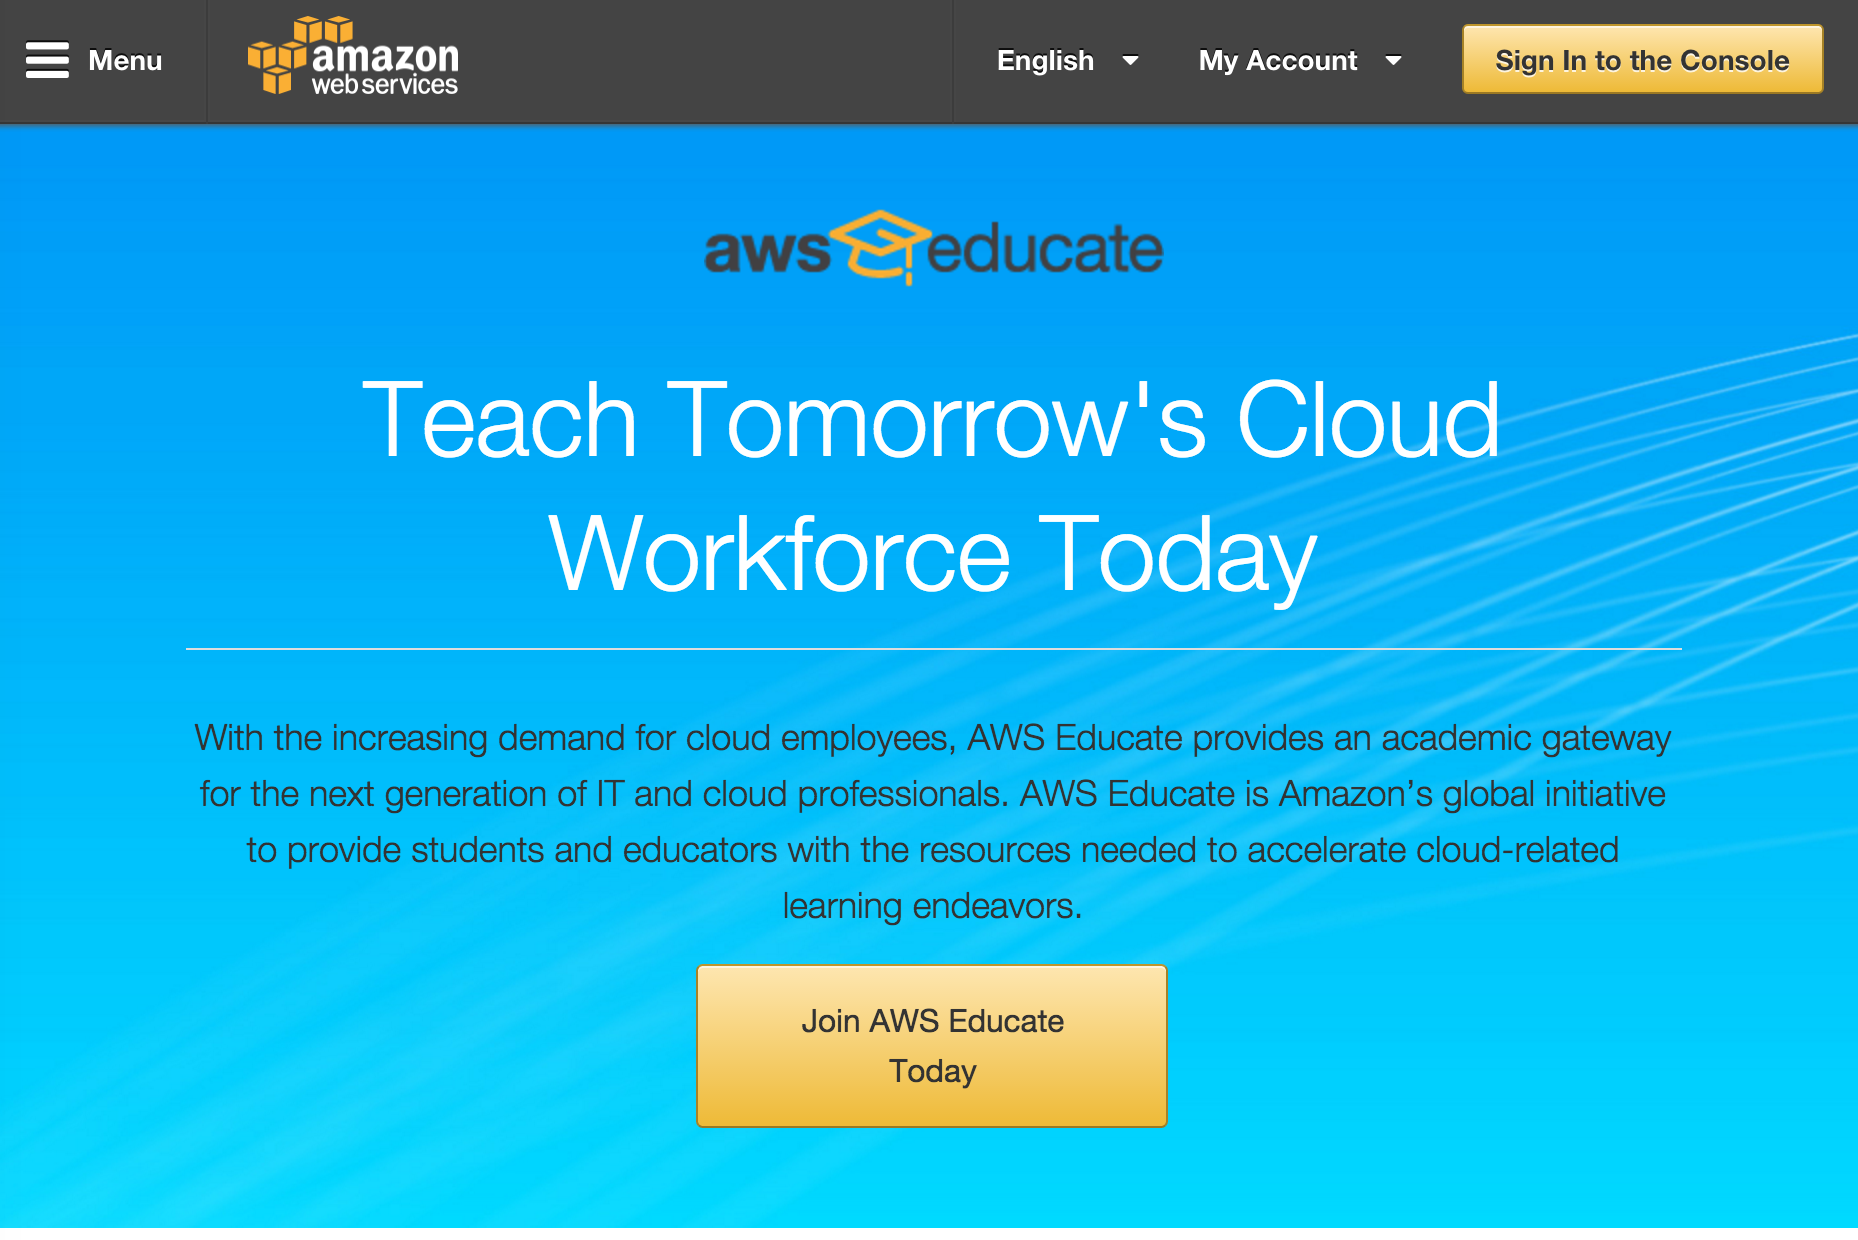 Menu
amazon
web services
English
My Account
Sign In to the Console
aws educate
Teach Tomorrow's Cloud
Workforce Today
With the increasing demand for cloud employees, AWS Educate provides an academic gateway
for the next generation of IT and cloud professionals. AWS Educate is Amazon’s global initiative
to provide students and educators with the resources needed to accelerate cloud-related
learning endeavors.
Join AWS Educate
Today